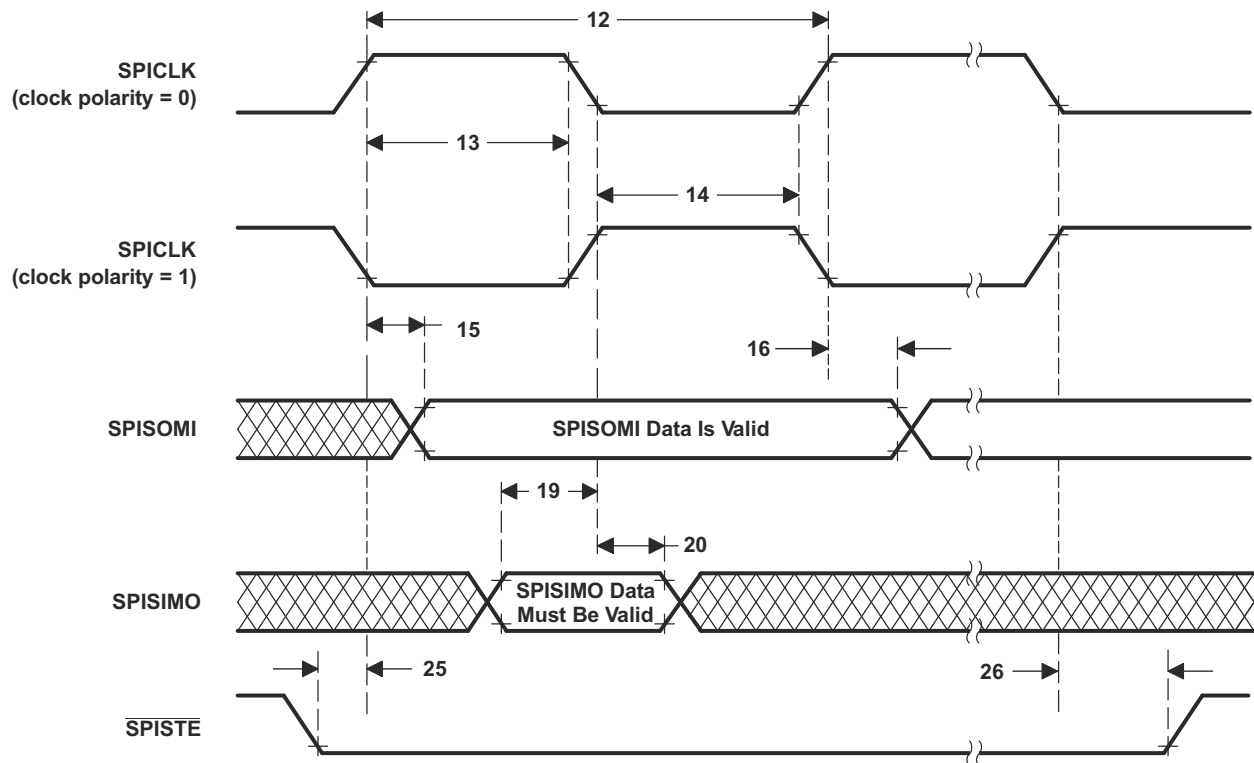 12
SPICLK
(clock polarity = 0)
13
14
SPICLK
(clock polarity = 1)
15
16
SPISOMI
SPISOMI Data Is Valid
19
20
SPISIMO
SPISIMO Data
Must Be Valid
25
26
SPISTE